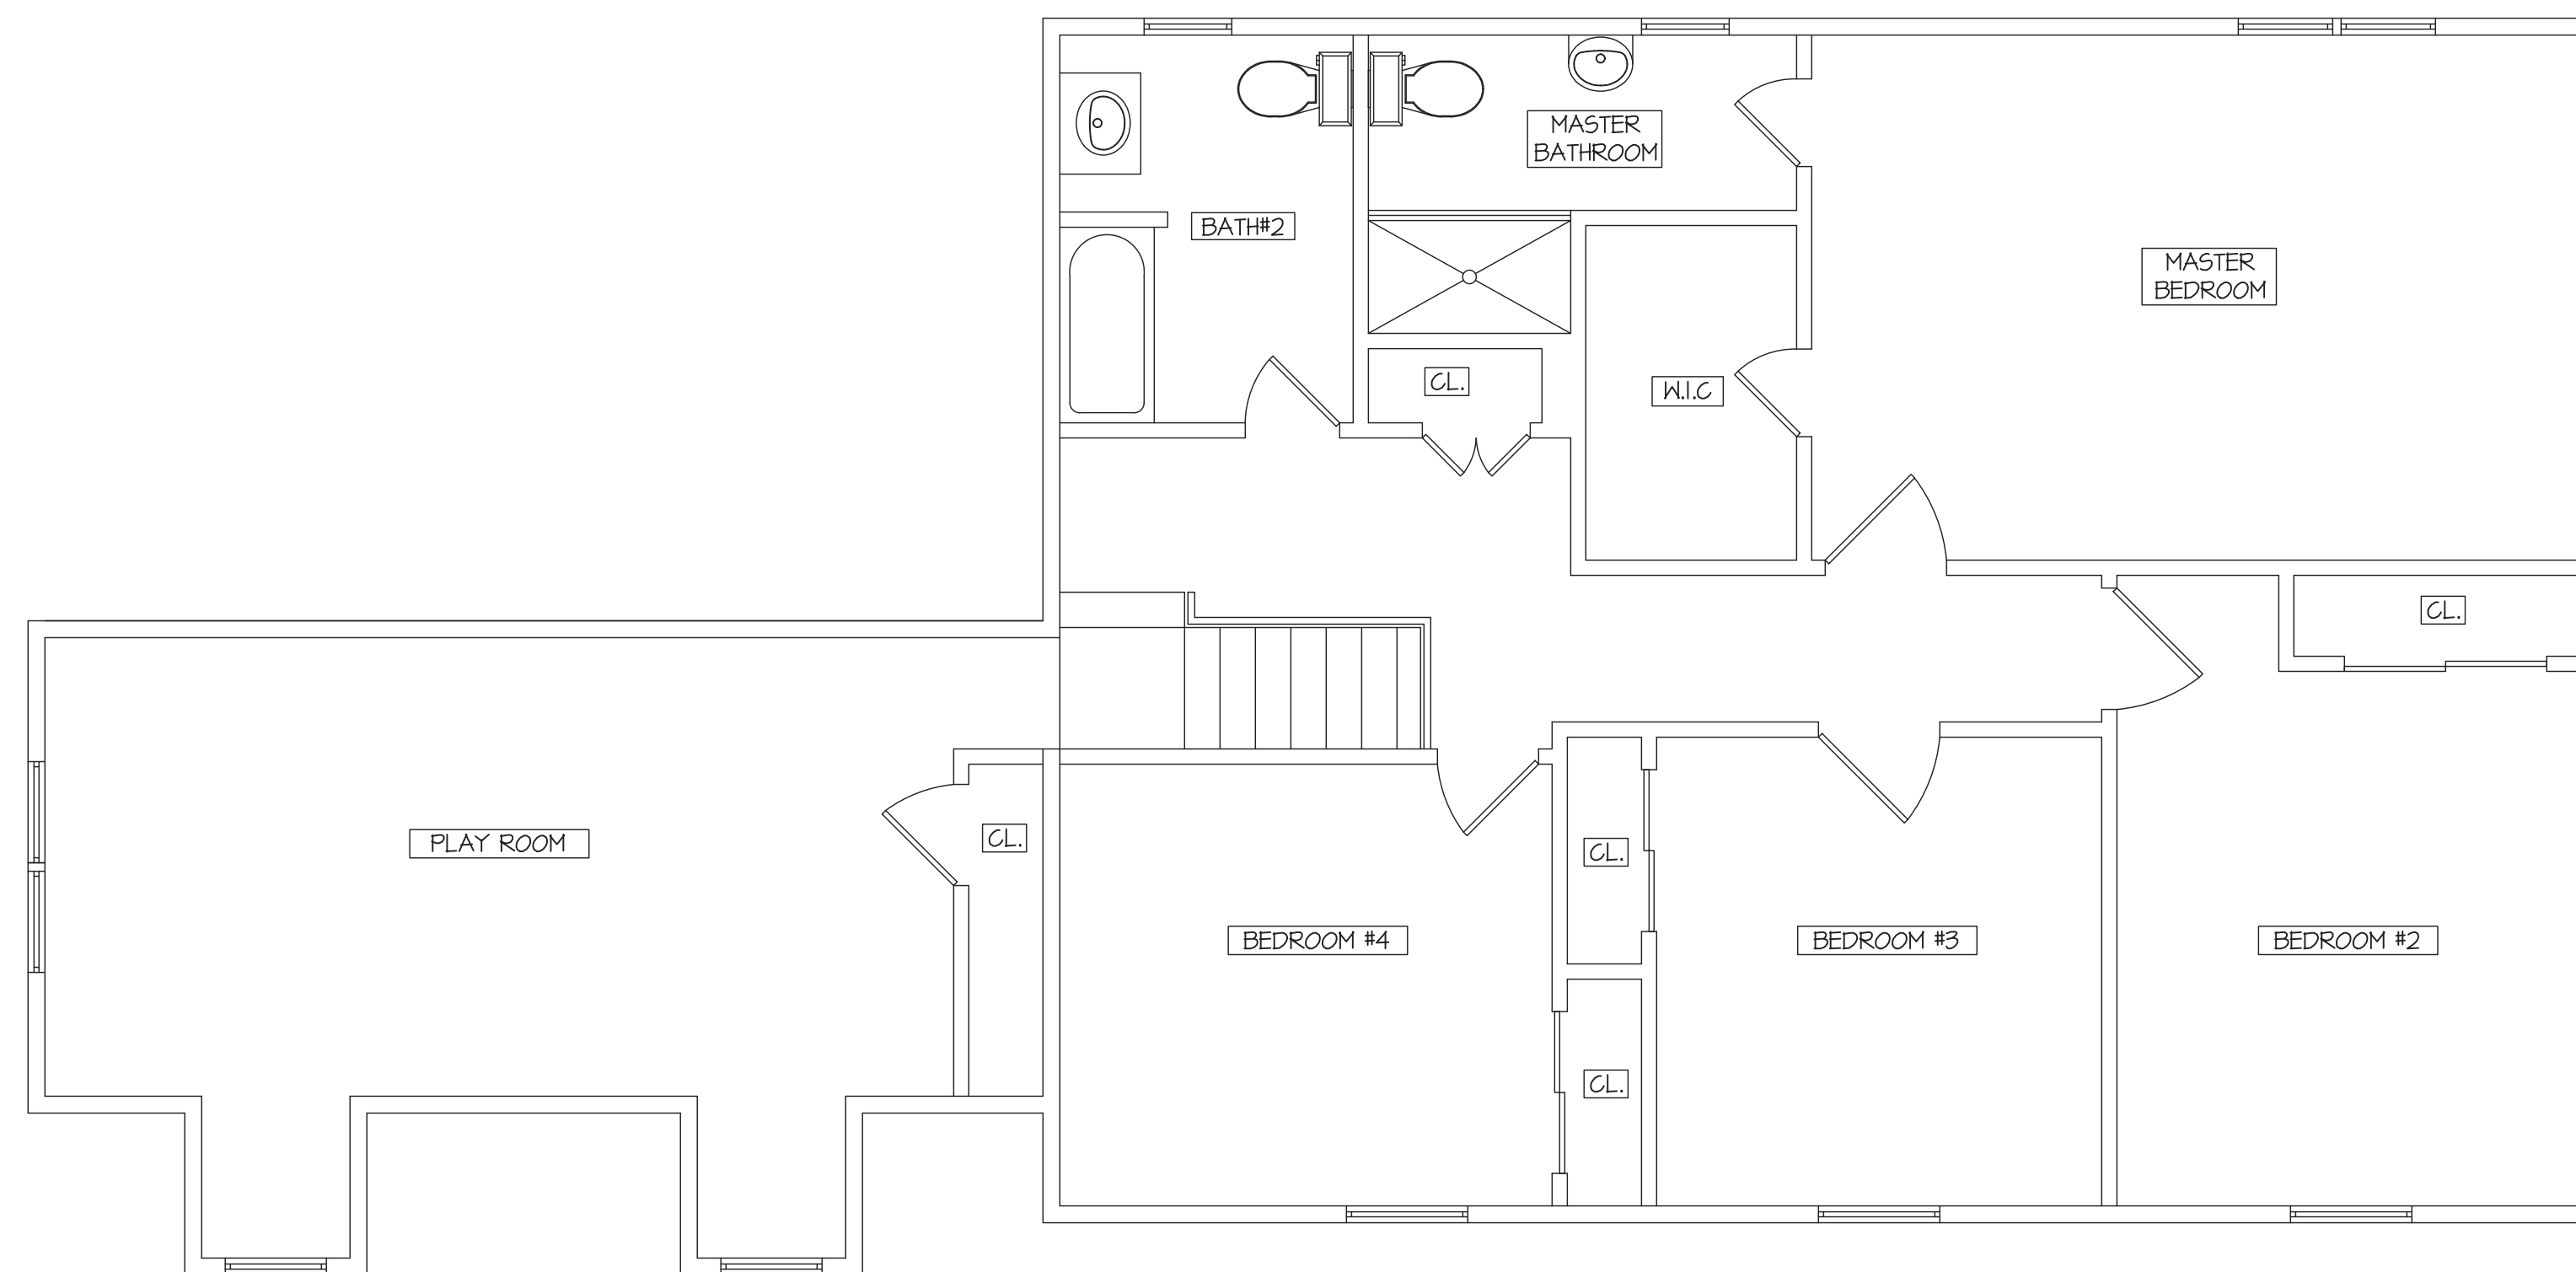 MASTER
BATHROOM
BATH#2
MASTER
BEDROOM
CL.
W.I.C
CL.
PLAY ROOM
CL.
CL.
BEDROOM #4
BEDROOM #3
BEDROOM #2
CL.